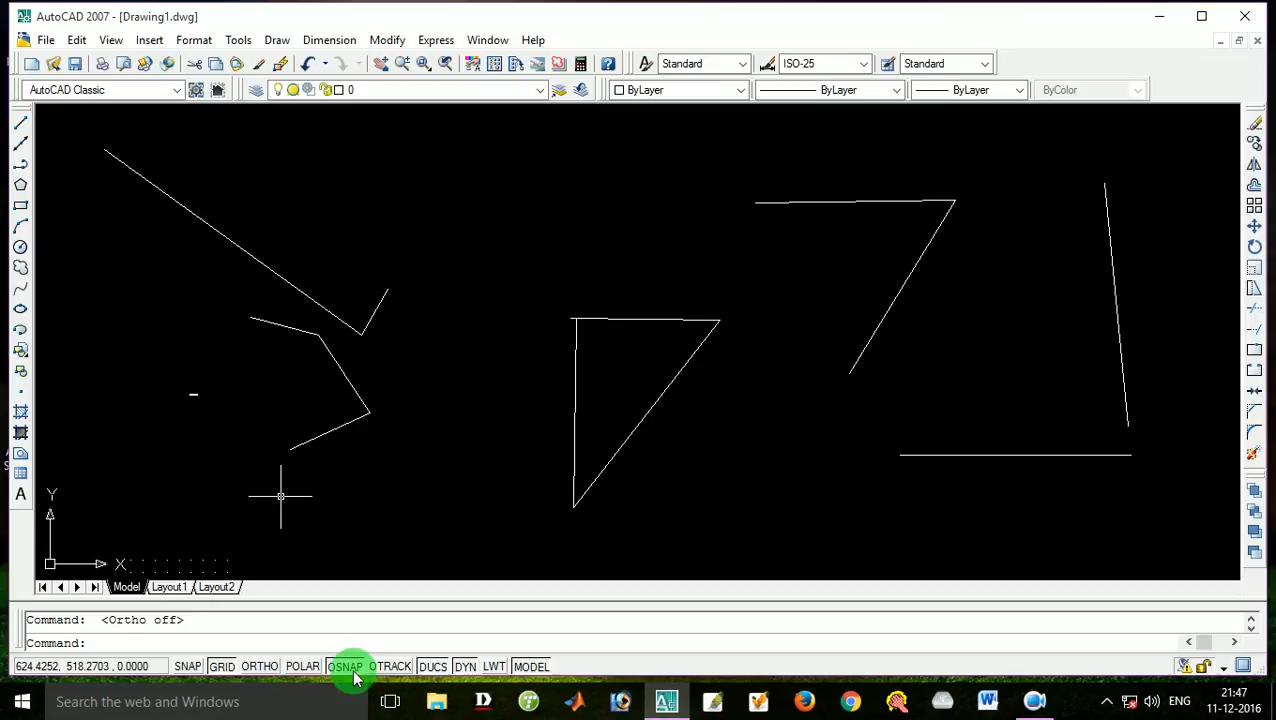 AutoCAD 2007 - [Drawing1.dwg]
File Edit View Insert Format Tools Draw Dimension Modify Express Window Help
Standard ISO-25 Standard
AutoCAD Classic 0 ByLayer ByLayer ByLayer ByColor
A
Y
X
Model Layout1 Layout2
Command: <Ortho off>
Command:
624.4252, 518.2703 , 0.0000 SNAP GRID ORTHO POLAR OSNAP OTRACK DUCS DYN LWT MODEL
Search the web and Windows ENG 21:47
11-12-2016